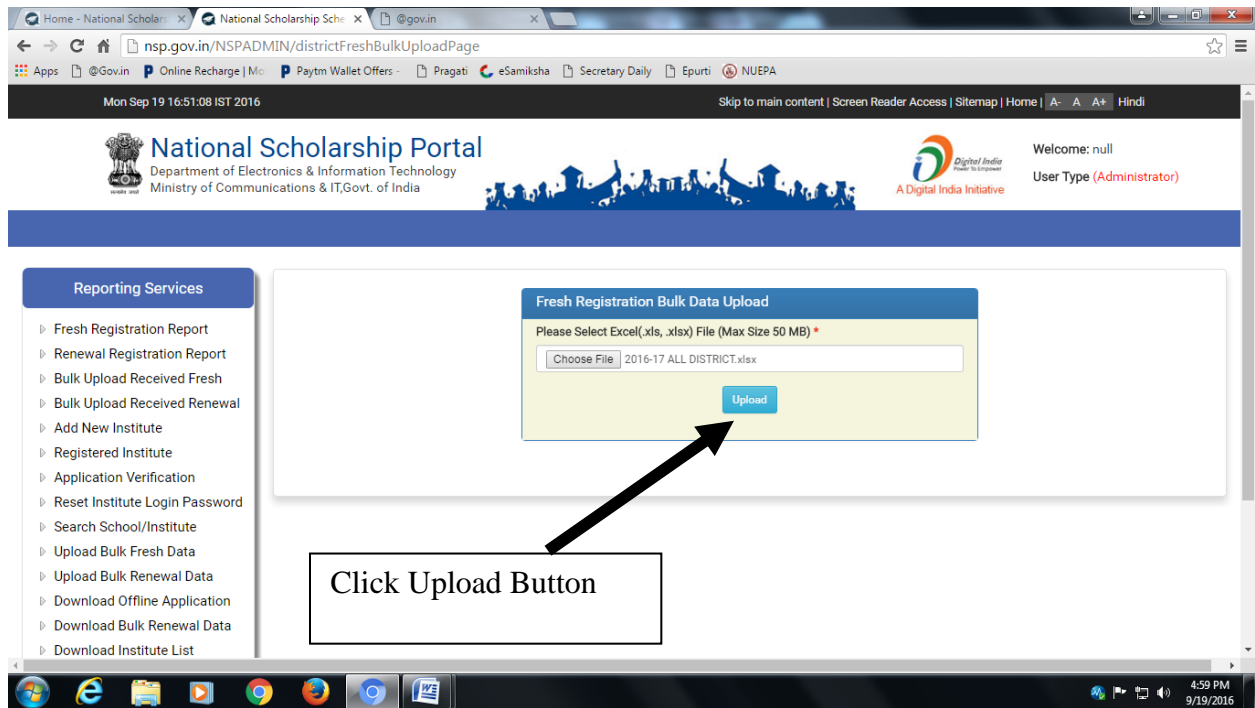 Home - National Scholars
National Scholarship Sche
@gov.in
nsp.gov.in/NSPADMIN/districtFreshBulkUploadPage
Apps @Gov.in Online Recharge | Mo Paytm Wallet Offers - Pragati eSamiksha Secretary Daily Epurti NUEPA
Mon Sep 19 16:51:08 IST 2016
Skip to main content | Screen Reader Access | Sitemap | Home | A- A A+ Hindi
National Scholarship Portal
Department of Electronics & Information Technology
Ministry of Communications & IT,Govt. of India
Digital India
Power To Empower
A Digital India Initiative
Welcome: null
User Type (Administrator)
Reporting Services
Fresh Registration Report
Renewal Registration Report
Bulk Upload Received Fresh
Bulk Upload Received Renewal
Add New Institute
Registered Institute
Application Verification
Reset Institute Login Password
Search School/Institute
Upload Bulk Fresh Data
Upload Bulk Renewal Data
Download Offline Application
Download Bulk Renewal Data
Download Institute List
Fresh Registration Bulk Data Upload
Please Select Excel(.xls, .xlsx) File (Max Size 50 MB) *
Choose File 2016-17 ALL DISTRICT.xlsx
Upload
Click Upload Button
4:59 PM
9/19/2016